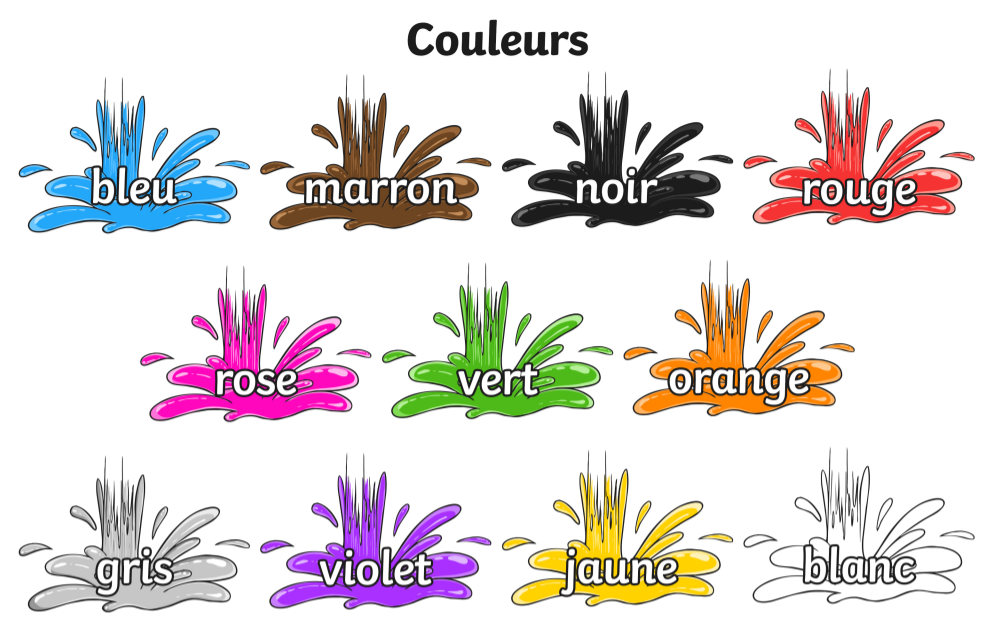 Couleurs
bleu marron noir rouge
rose vert orange
gris violet jaune blanc